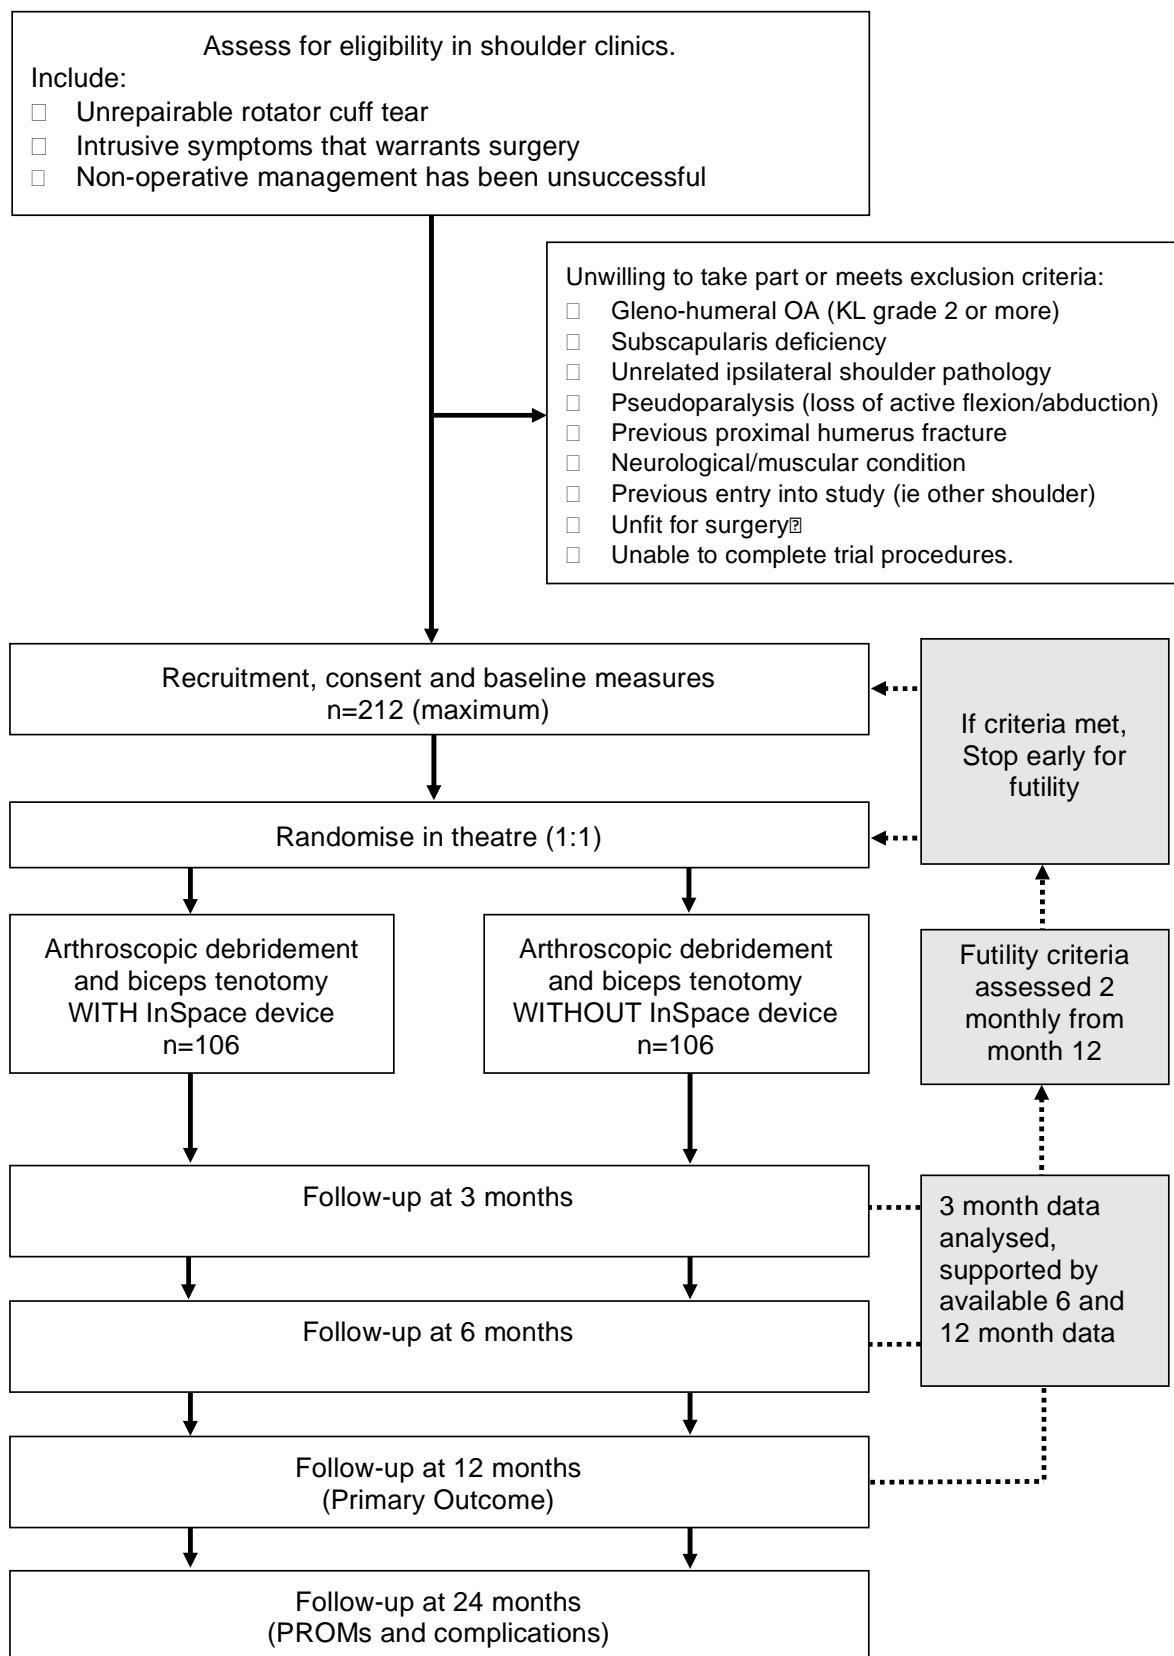 Assess for eligibility in shoulder clinics.
Include:
□ Unrepairable rotator cuff tear
□ Intrusive symptoms that warrants surgery
□ Non-operative management has been unsuccessful
Unwilling to take part or meets exclusion criteria:
□ Gleno-humeral OA (KL grade 2 or more)
□ Subscapularis deficiency
□ Unrelated ipsilateral shoulder pathology
□ Pseudoparalysis (loss of active flexion/abduction)
□ Previous proximal humerus fracture
□ Neurological/muscular condition
□ Previous entry into study (ie other shoulder)
□ Unfit for surgery⍰
□ Unable to complete trial procedures.
Recruitment, consent and baseline measures
n=212 (maximum)
If criteria met,
Stop early for
futility
Randomise in theatre (1:1)
Arthroscopic debridement
and biceps tenotomy
WITH InSpace device
n=106
Arthroscopic debridement
and biceps tenotomy
WITHOUT InSpace device
n=106
Futility criteria
assessed 2
monthly from
month 12
Follow-up at 3 months
3 month data
analysed,
supported by
available 6 and
12 month data
Follow-up at 6 months
Follow-up at 12 months
(Primary Outcome)
Follow-up at 24 months
(PROMs and complications)